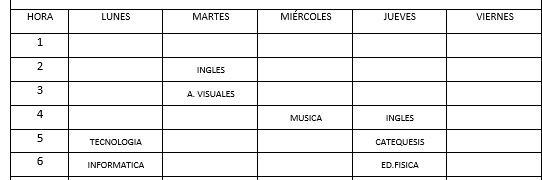 HORA LUNES MARTES MIÉRCOLES JUEVES VIERNES
1
2 INGLES
3 A. VISUALES
4 MUSICA INGLES
5 TECNOLOGIA CATEQUESIS
6 INFORMATICA ED.FISICA